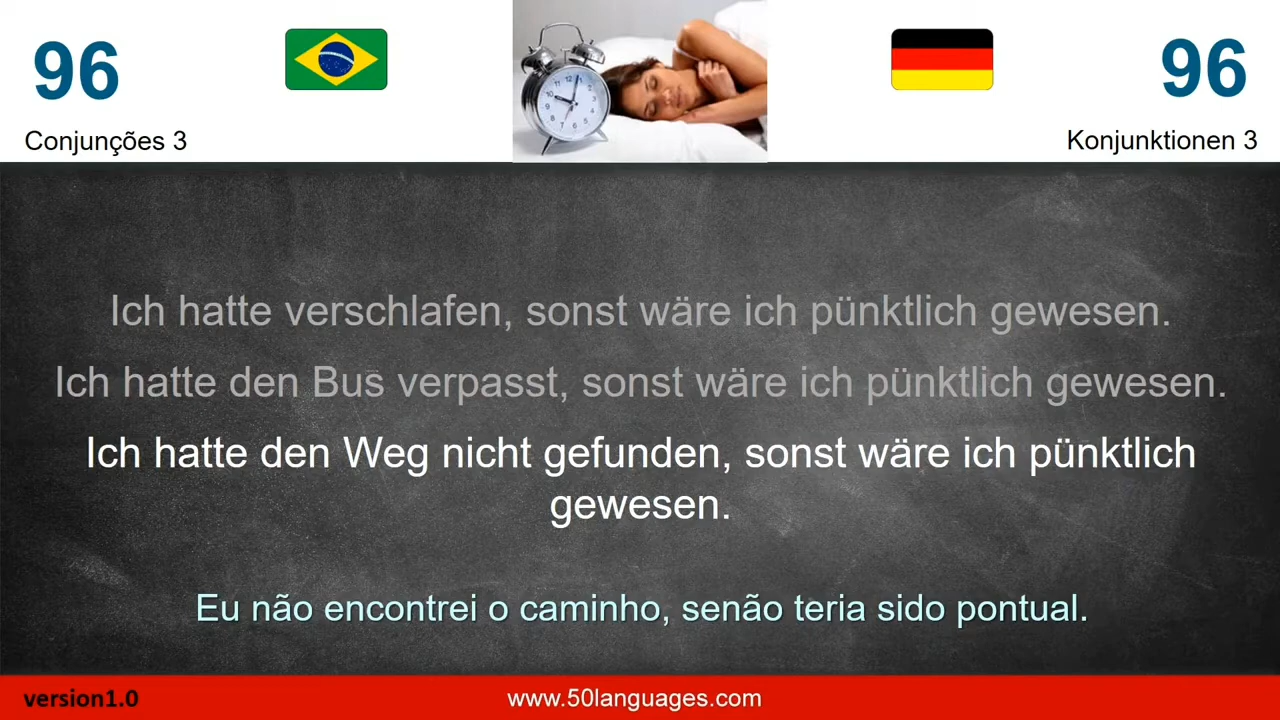 96
96
Conjunções 3
Konjunktionen 3
Ich hatte verschlafen, sonst wäre ich pünktlich gewesen.
Ich hatte den Bus verpasst, sonst wäre ich pünktlich gewesen.
Ich hatte den Weg nicht gefunden, sonst wäre ich pünktlich
gewesen.
Eu não encontrei o caminho, senão teria sido pontual.
version1.0
www.50languages.com